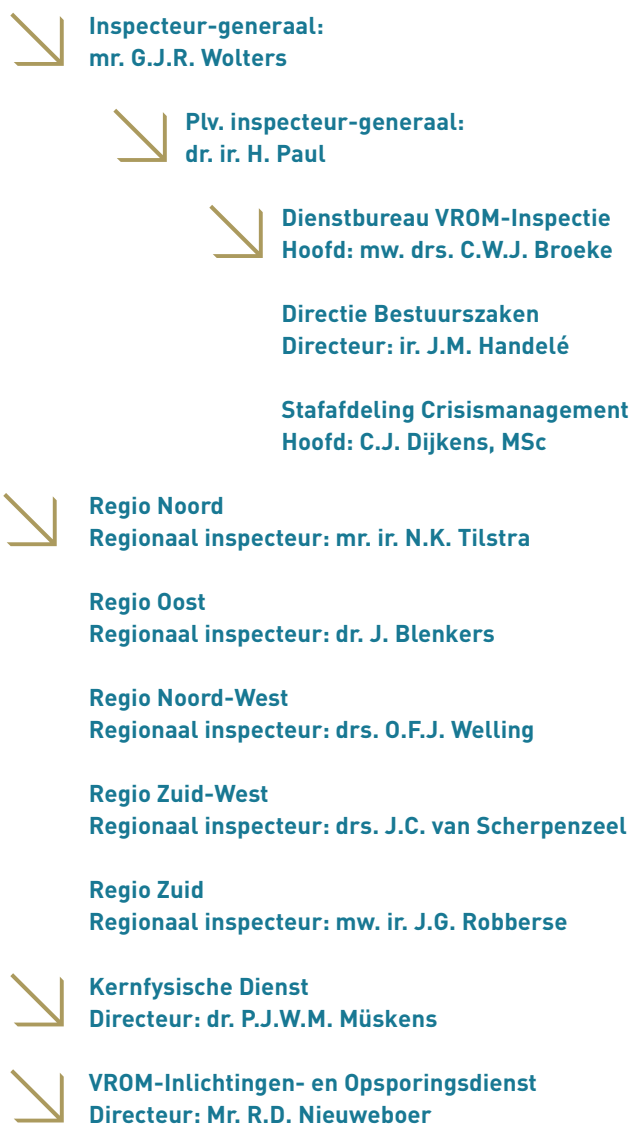 Inspecteur-generaal:
mr. G.J.R. Wolters
Plv. inspecteur-generaal:
dr. ir. H. Paul
Dienstbureau VROM-Inspectie
Hoofd: mw. drs. C.W.J. Broeke
Directie Bestuurszaken
Directeur: ir. J.M. Handelé
Stafafdeling Crisismanagement
Hoofd: C.J. Dijkens, MSc
Regio Noord
Regionaal inspecteur: mr. ir. N.K. Tilstra
Regio Oost
Regionaal inspecteur: dr. J. Blenkers
Regio Noord-West
Regionaal inspecteur: drs. O.F.J. Welling
Regio Zuid-West
Regionaal inspecteur: drs. J.C. van Scherpenzeel
Regio Zuid
Regionaal inspecteur: mw. ir. J.G. Robberse
Kernfysische Dienst
Directeur: dr. P.J.W.M. Müskens
VROM-Inlichtingen- en Opsporingsdienst
Directeur: Mr. R.D. Nieuweboer